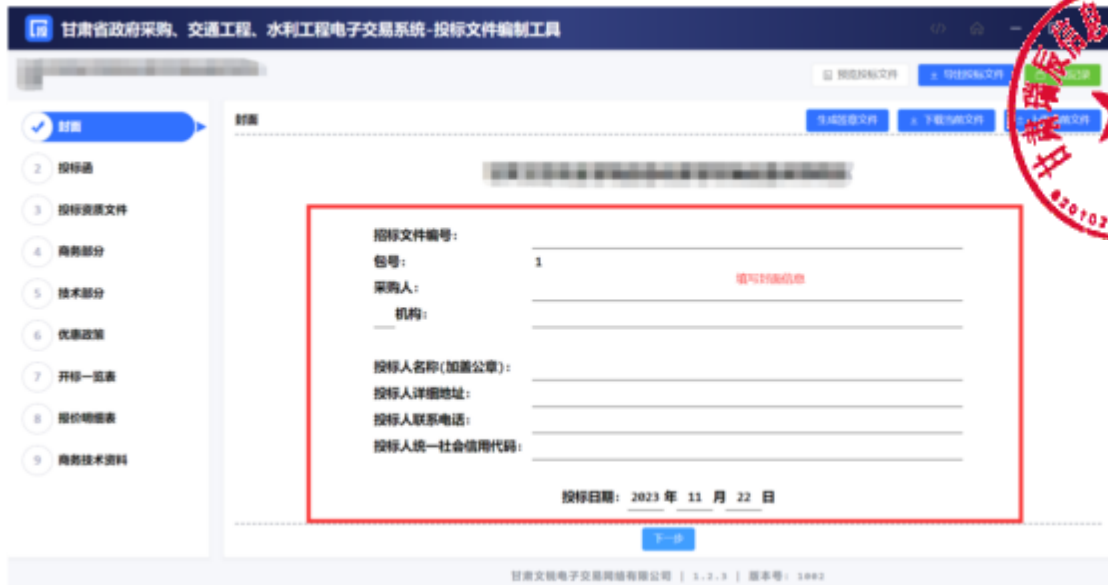 甘肃省政府采购、交通工程、水利工程电子交易系统-投标文件编制工具
预览投标文件
导出投标文件
封面
2 投标函
3 投标资质文件
4 商务部分
5 技术部分
6 优惠政策
7 开标一览表
8 报价明细表
9 商务技术资料
封面
生成签章文件
下载当前文件
招标文件编号：
包号： 1
填写封面信息
采购人：
机构：
投标人名称(加盖公章)：
投标人详细地址：
投标人联系电话：
投标人统一社会信用代码：
投标日期： 2023 年 11 月 22 日
下一步
甘肃文锐电子交易网络有限公司 | 1.2.3 | 版本号: 1002